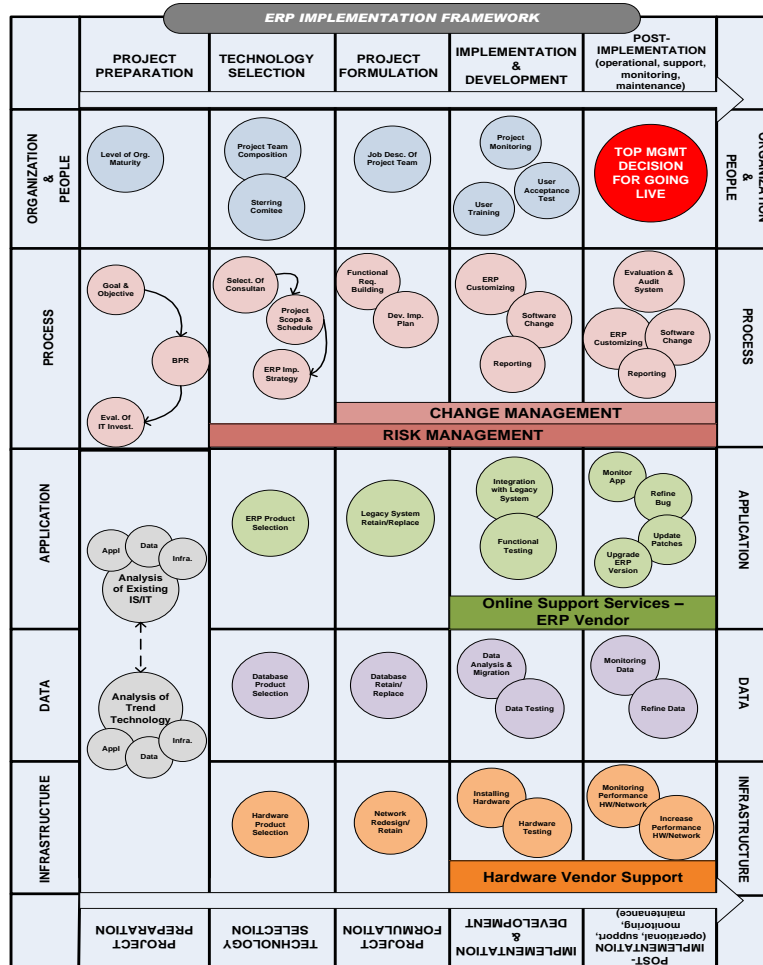 ERP IMPLEMENTATION FRAMEWORK
PROJECT
PREPARATION
TECHNOLOGY
SELECTION
PROJECT
FORMULATION
IMPLEMENTATION
&
DEVELOPMENT
POST-
IMPLEMENTATION
(operational, support,
monitoring,
maintenance)
ORGANIZATION
&
PEOPLE
Level of Org.
Maturity
Project Team
Composition
Sterring
Comitee
Job Desc. Of
Project Team
Project
Monitoring
User
Acceptance
Test
User
Training
TOP MGMT
DECISION
FOR GOING
LIVE
ORGANIZATION
&
PEOPLE
PROCESS
Goal &
Objective
BPR
Eval. Of
IT Invest.
Select. Of
Consultan
Project
Scope &
Schedule
ERP Imp.
Strategy
Functional
Req.
Building
Dev. Imp.
Plan
ERP
Customizing
Software
Change
Reporting
Evaluation &
Audit
System
ERP
Customizing
Software
Change
Reporting
PROCESS
CHANGE MANAGEMENT
RISK MANAGEMENT
APPLICATION
Appl
Data
Infra.
Analysis
of Existing
IS/IT
ERP Product
Selection
Legacy System
Retain/Replace
Integration
with Legacy
System
Functional
Testing
Monitor
App
Refine
Bug
Update
Patches
Upgrade
ERP
Version
APPLICATION
Online Support Services –
ERP Vendor
DATA
Analysis of
Trend
Technology
Appl
Data
Infra.
Database
Product
Selection
Database
Retain/
Replace
Data
Analysis &
Migration
Data Testing
Monitoring
Data
Refine Data
DATA
INFRASTRUCTURE
Hardware
Product
Selection
Network
Redesign/
Retain
Installing
Hardware
Hardware
Testing
Monitoring
Performance
HW/Network
Increase
Performance
HW/Network
INFRASTRUCTURE
Hardware Vendor Support
PROJECT
PREPARATION
TECHNOLOGY
SELECTION
PROJECT
FORMULATION
IMPLEMENTATION
&
DEVELOPMENT
POST-
IMPLEMENTATION
(operational, support,
monitoring,
maintenance)